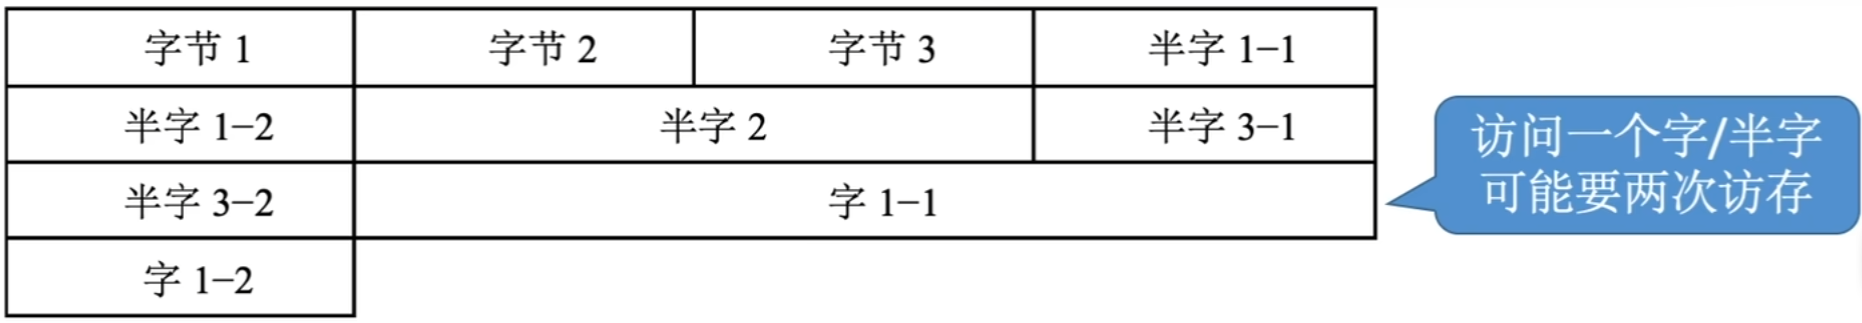 字节 1 字节 2 字节 3 半字 1−1
半字 1−2 半字 2 半字 3−1
半字 3−2 字 1−1
字 1−2
访问一个字/半字
可能要两次访存